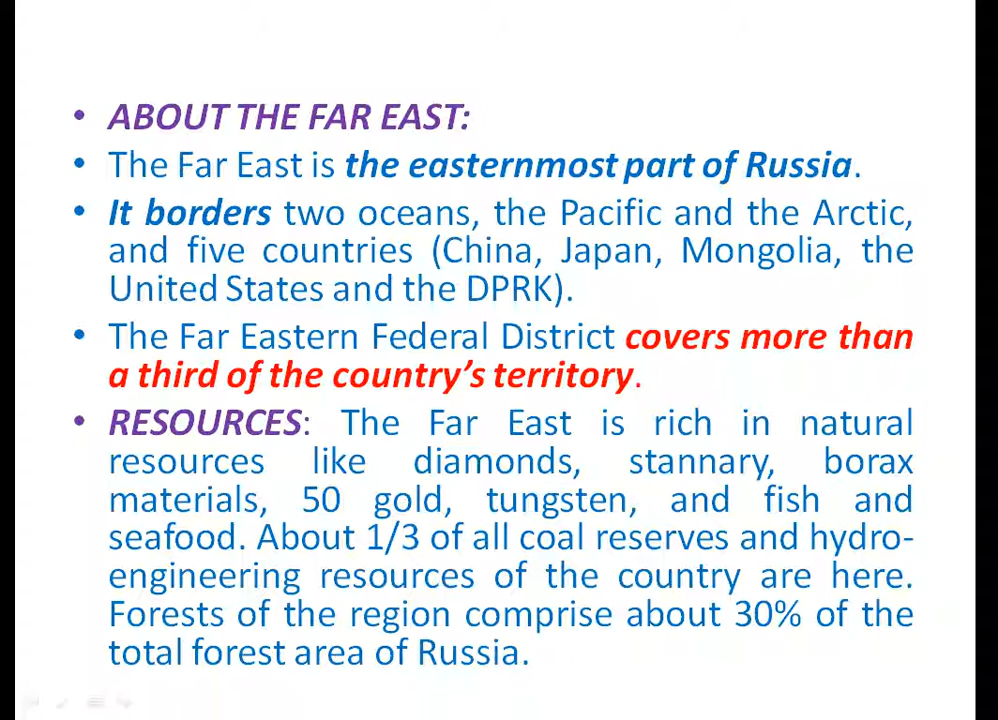 • ABOUT THE FAR EAST:
• The Far East is the easternmost part of Russia.
• It borders two oceans, the Pacific and the Arctic,
and five countries (China, Japan, Mongolia, the
United States and the DPRK).
• The Far Eastern Federal District covers more than
a third of the country's territory.
• RESOURCES: The Far East is rich in natural
resources like diamonds, stannary, borax
materials, 50 gold, tungsten, and fish and
seafood. About 1/3 of all coal reserves and hydro-
engineering resources of the country are here.
Forests of the region comprise about 30% of the
total forest area of Russia.